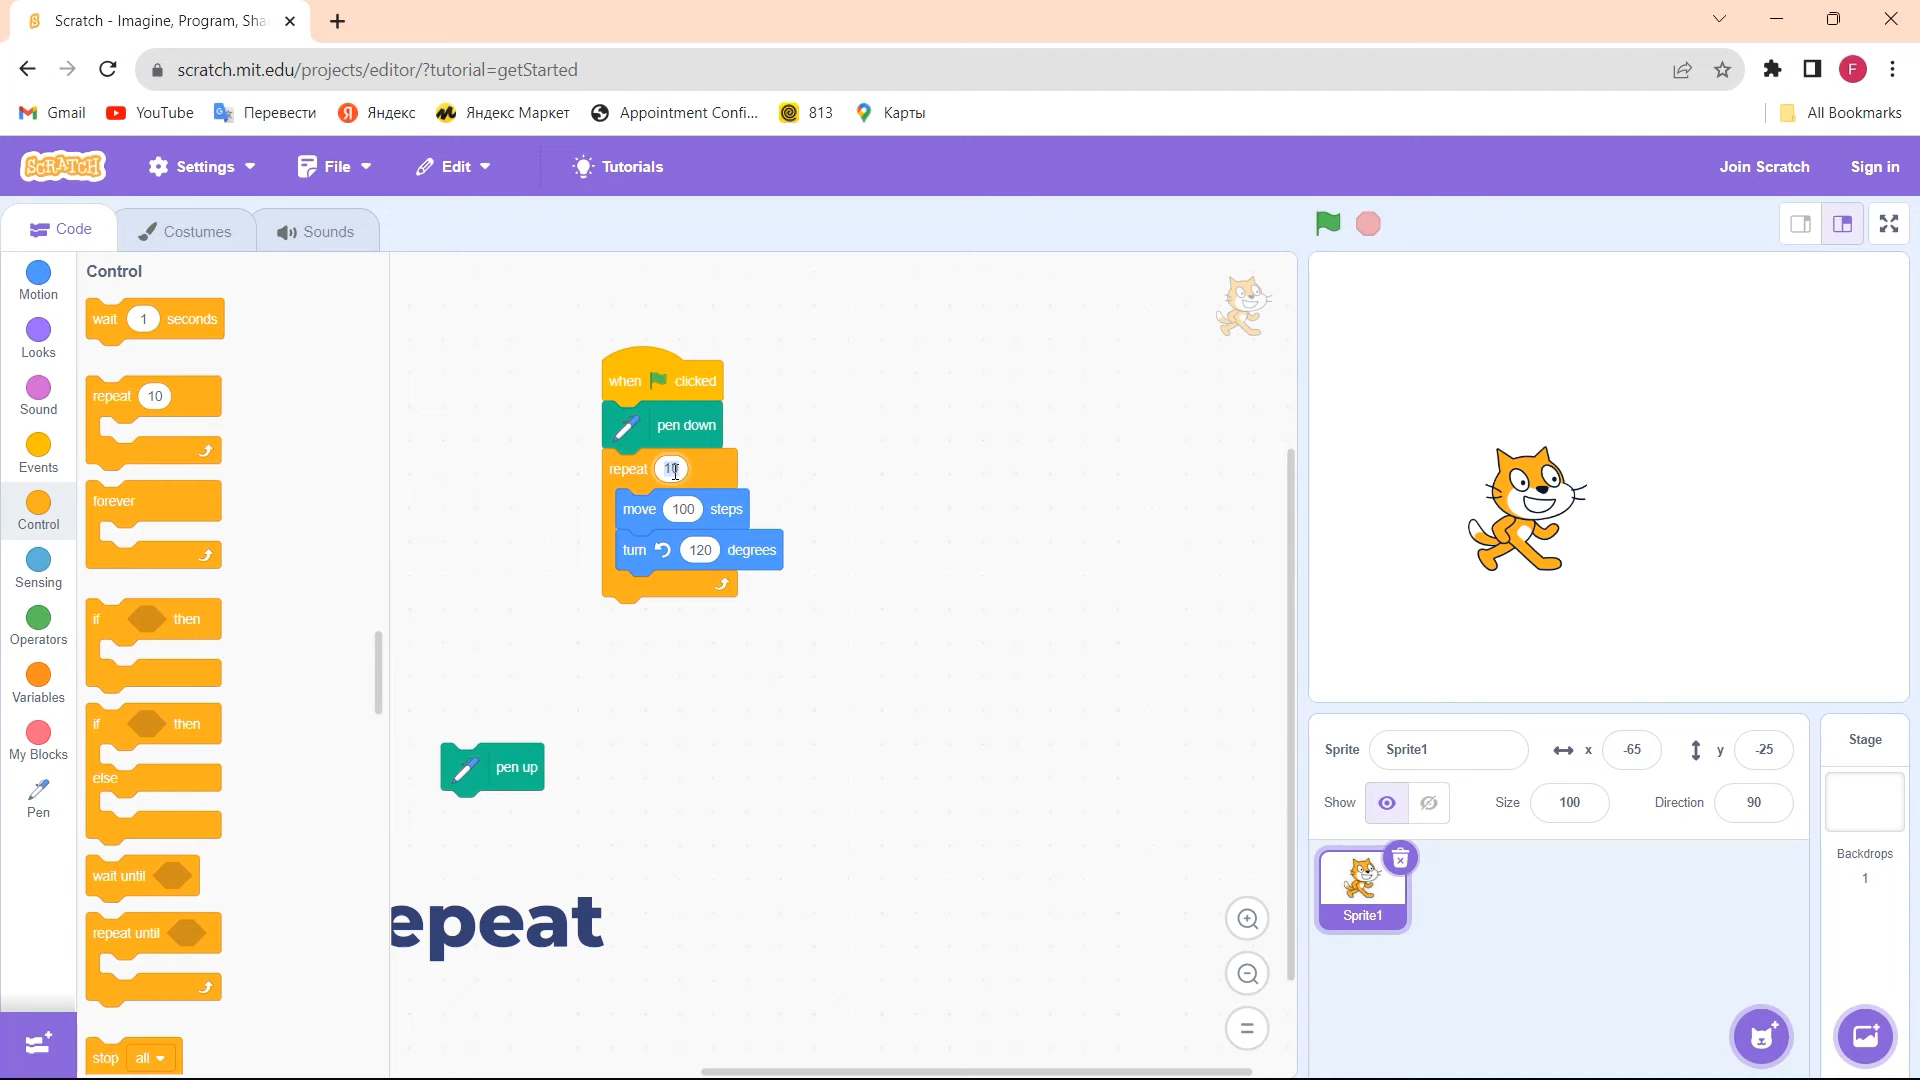 Scratch - Imagine, Program, Sha
scratch.mit.edu/projects/editor/?tutorial=getStarted
F
Gmail YouTube Перевести Яндекс Яндекс Маркет Appointment Confi... 813 Карты All Bookmarks
SCRATCH Settings File Edit Tutorials Join Scratch Sign in
Code Costumes Sounds
Motion
Looks
Sound
Events
Control
Sensing
Operators
Variables
My Blocks
Pen
Control
wait 1 seconds
repeat 10
forever
if then
if then
else
wait until
repeat until
stop all
when clicked
pen down
repeat 10
move 100 steps
turn 120 degrees
pen up
epeat
Sprite Sprite1 x -65 y -25
Show Size 100 Direction 90
Sprite1
Stage
Backdrops
1